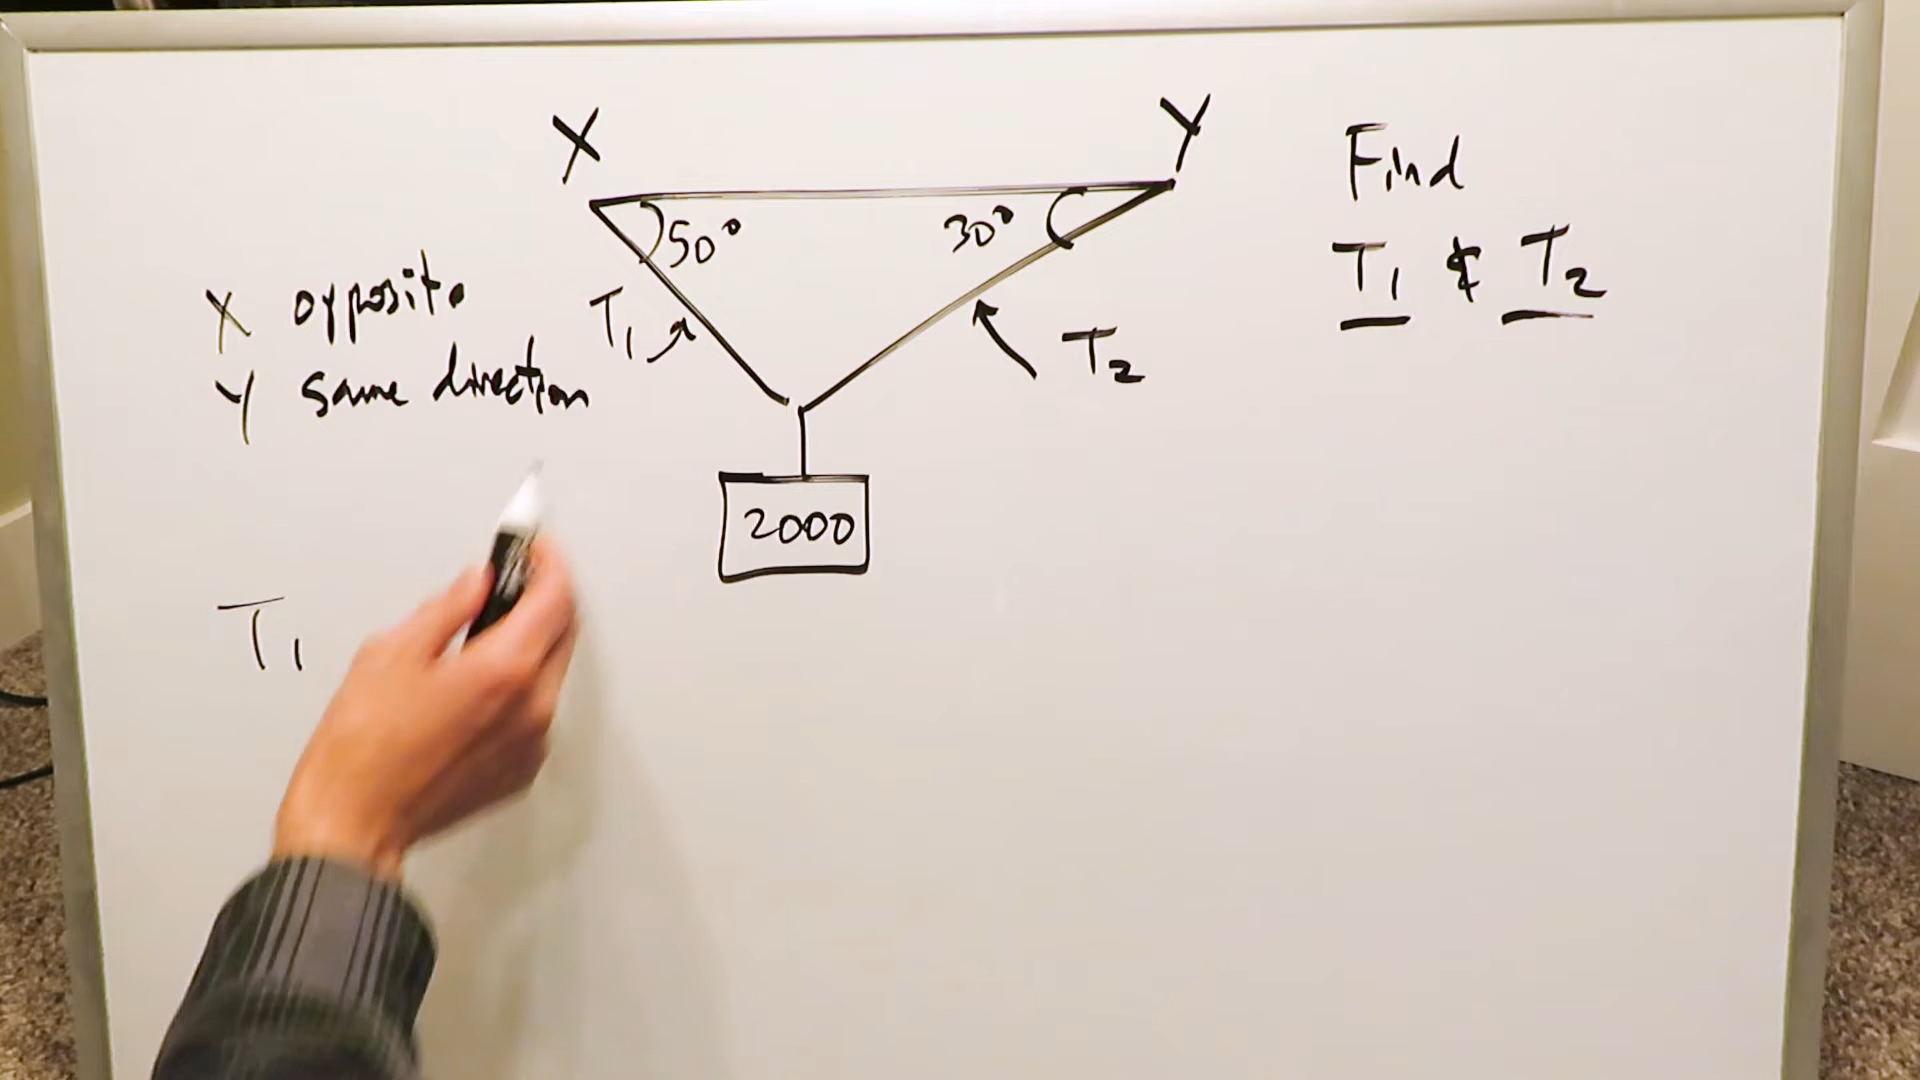 X
Y
Find
T1 & T2
50°
30°
X opposite
Y same direction
T1
T2
2000
T1